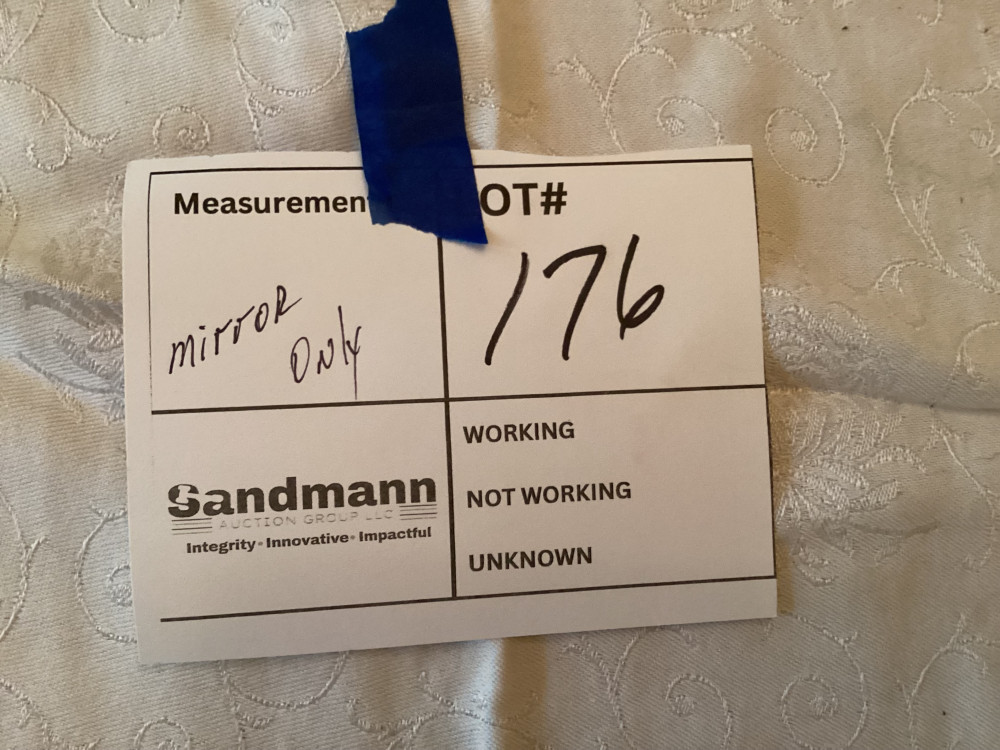 Measuremen
OT#
mirror
Only
176
Sandmann
AUCTION GROUP LLC
Integrity • Innovative • Impactful
WORKING
NOT WORKING
UNKNOWN